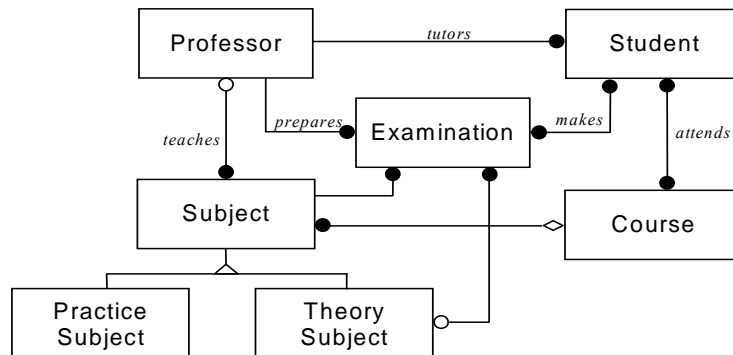 Professor
tutors
Student
prepares
Examination
makes
attends
teaches
Subject
Course
Practice
Subject
Theory
Subject